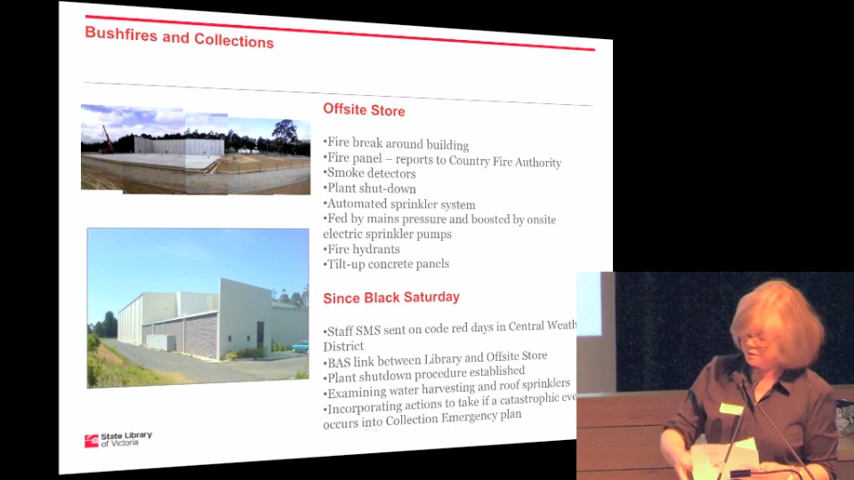 Bushfires and Collections
Offsite Store
•Fire break around building
•Fire panel – reports to Country Fire Authority
•Smoke detectors
•Plant shut-down
•Automated sprinkler system
•Fed by mains pressure and boosted by onsite
electric sprinkler pumps
•Fire hydrants
•Tilt-up concrete panels
Since Black Saturday
•Staff SMS sent on code red days in Central Weath
District
•BAS link between Library and Offsite Store
•Plant shutdown procedure established
•Examining water harvesting and roof sprinklers
•Incorporating actions to take if a catastrophic eve
occurs into Collection Emergency plan
State Library
of Victoria